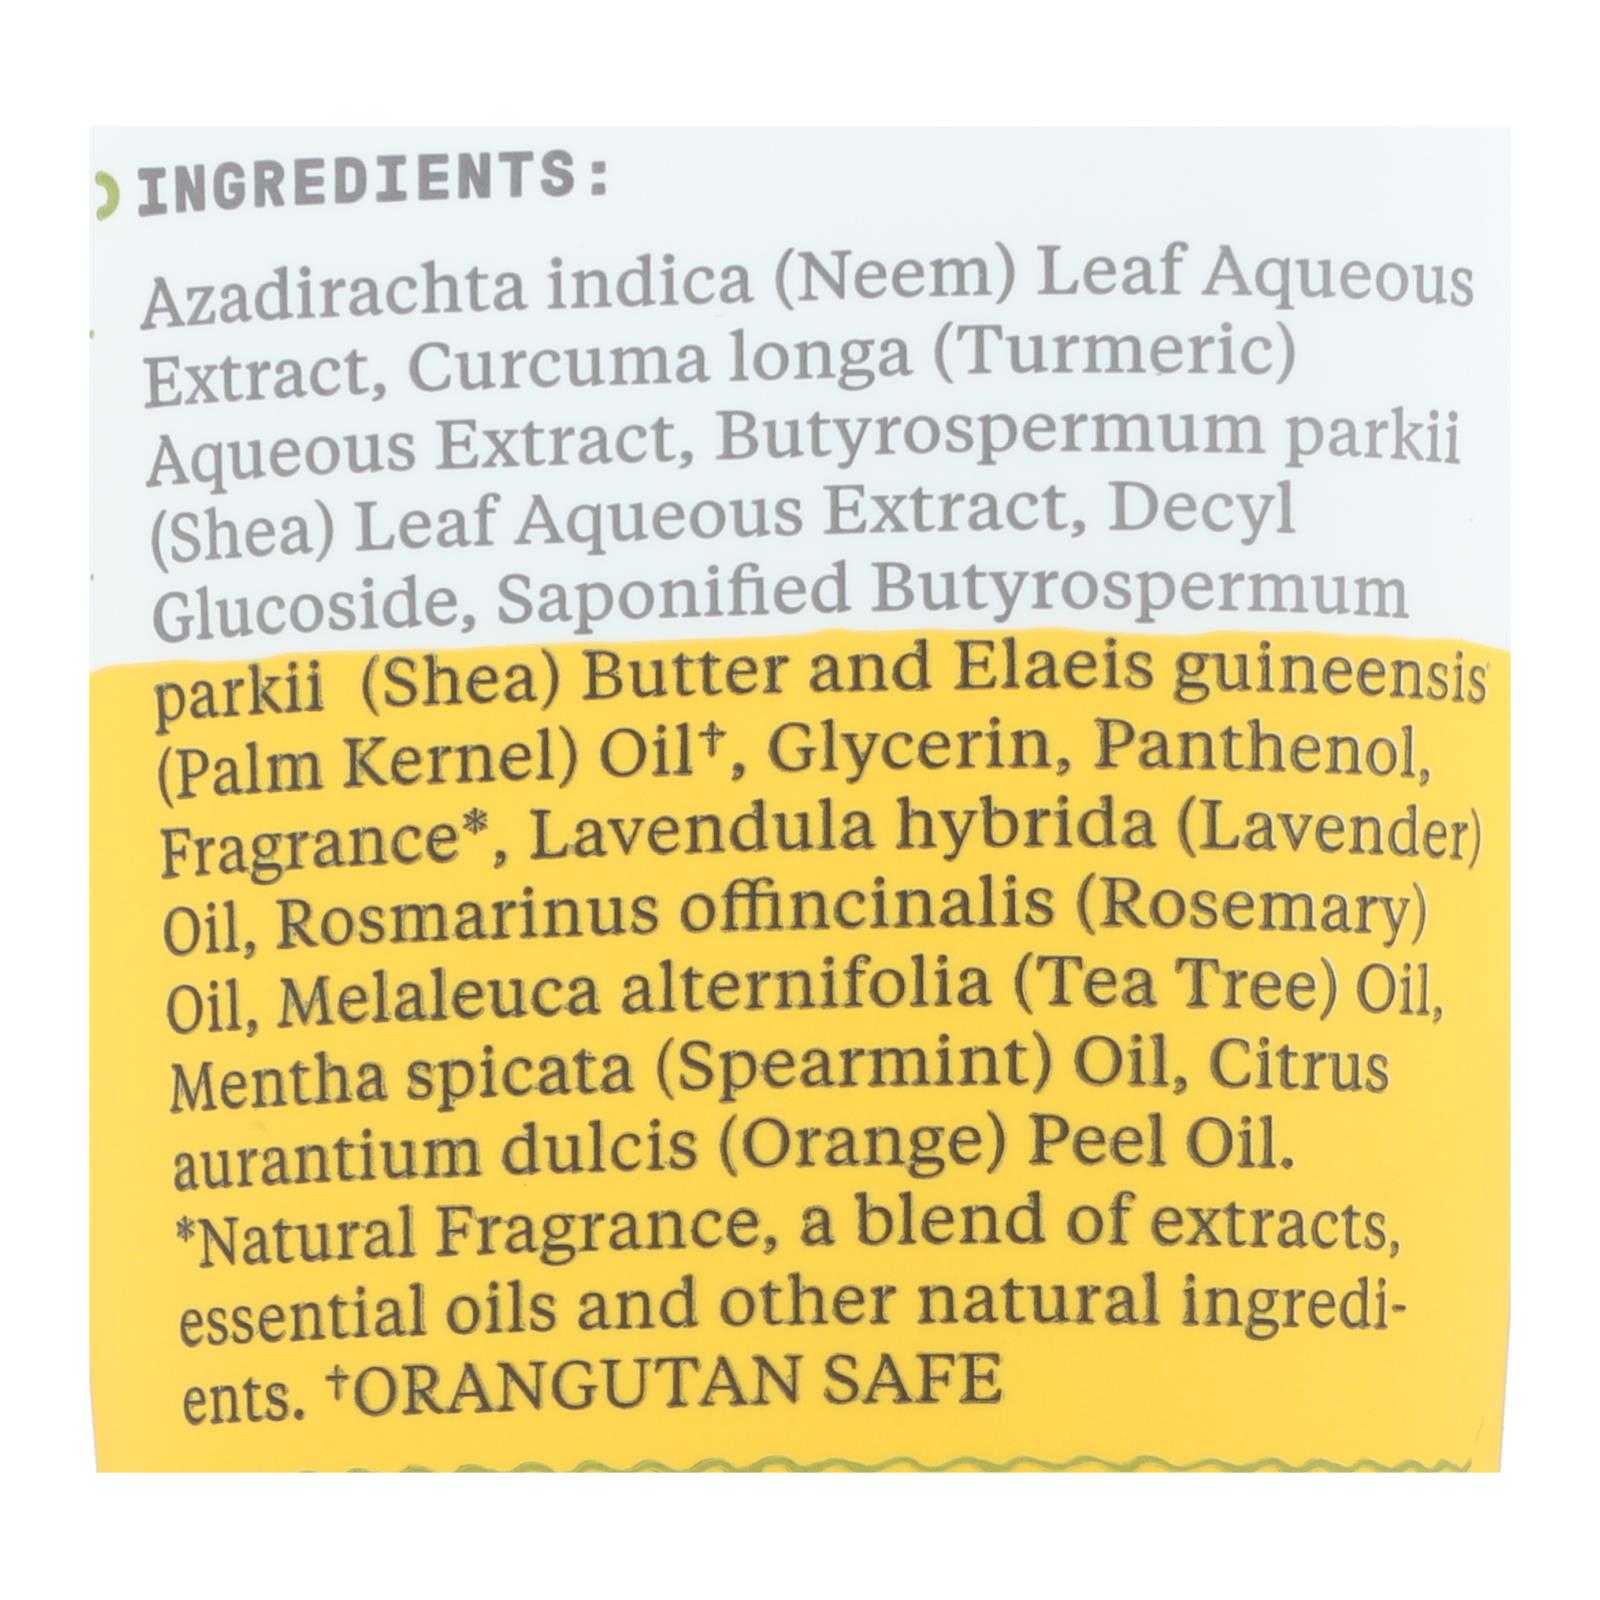 INGREDIENTS:
Azadirachta indica (Neem) Leaf Aqueous
Extract, Curcuma longa (Turmeric)
Aqueous Extract, Butyrospermum parkii
(Shea) Leaf Aqueous Extract, Decyl
Glucoside, Saponified Butyrospermum
parkii (Shea) Butter and Elaeis guineensis
(Palm Kernel) Oil†, Glycerin, Panthenol,
Fragrance*, Lavendula hybrida (Lavender)
Oil, Rosmarinus offincinalis (Rosemary)
Oil, Melaleuca alternifolia (Tea Tree) Oil,
Mentha spicata (Spearmint) Oil, Citrus
aurantium dulcis (Orange) Peel Oil.
*Natural Fragrance, a blend of extracts,
essential oils and other natural ingredi-
ents. †ORANGUTAN SAFE